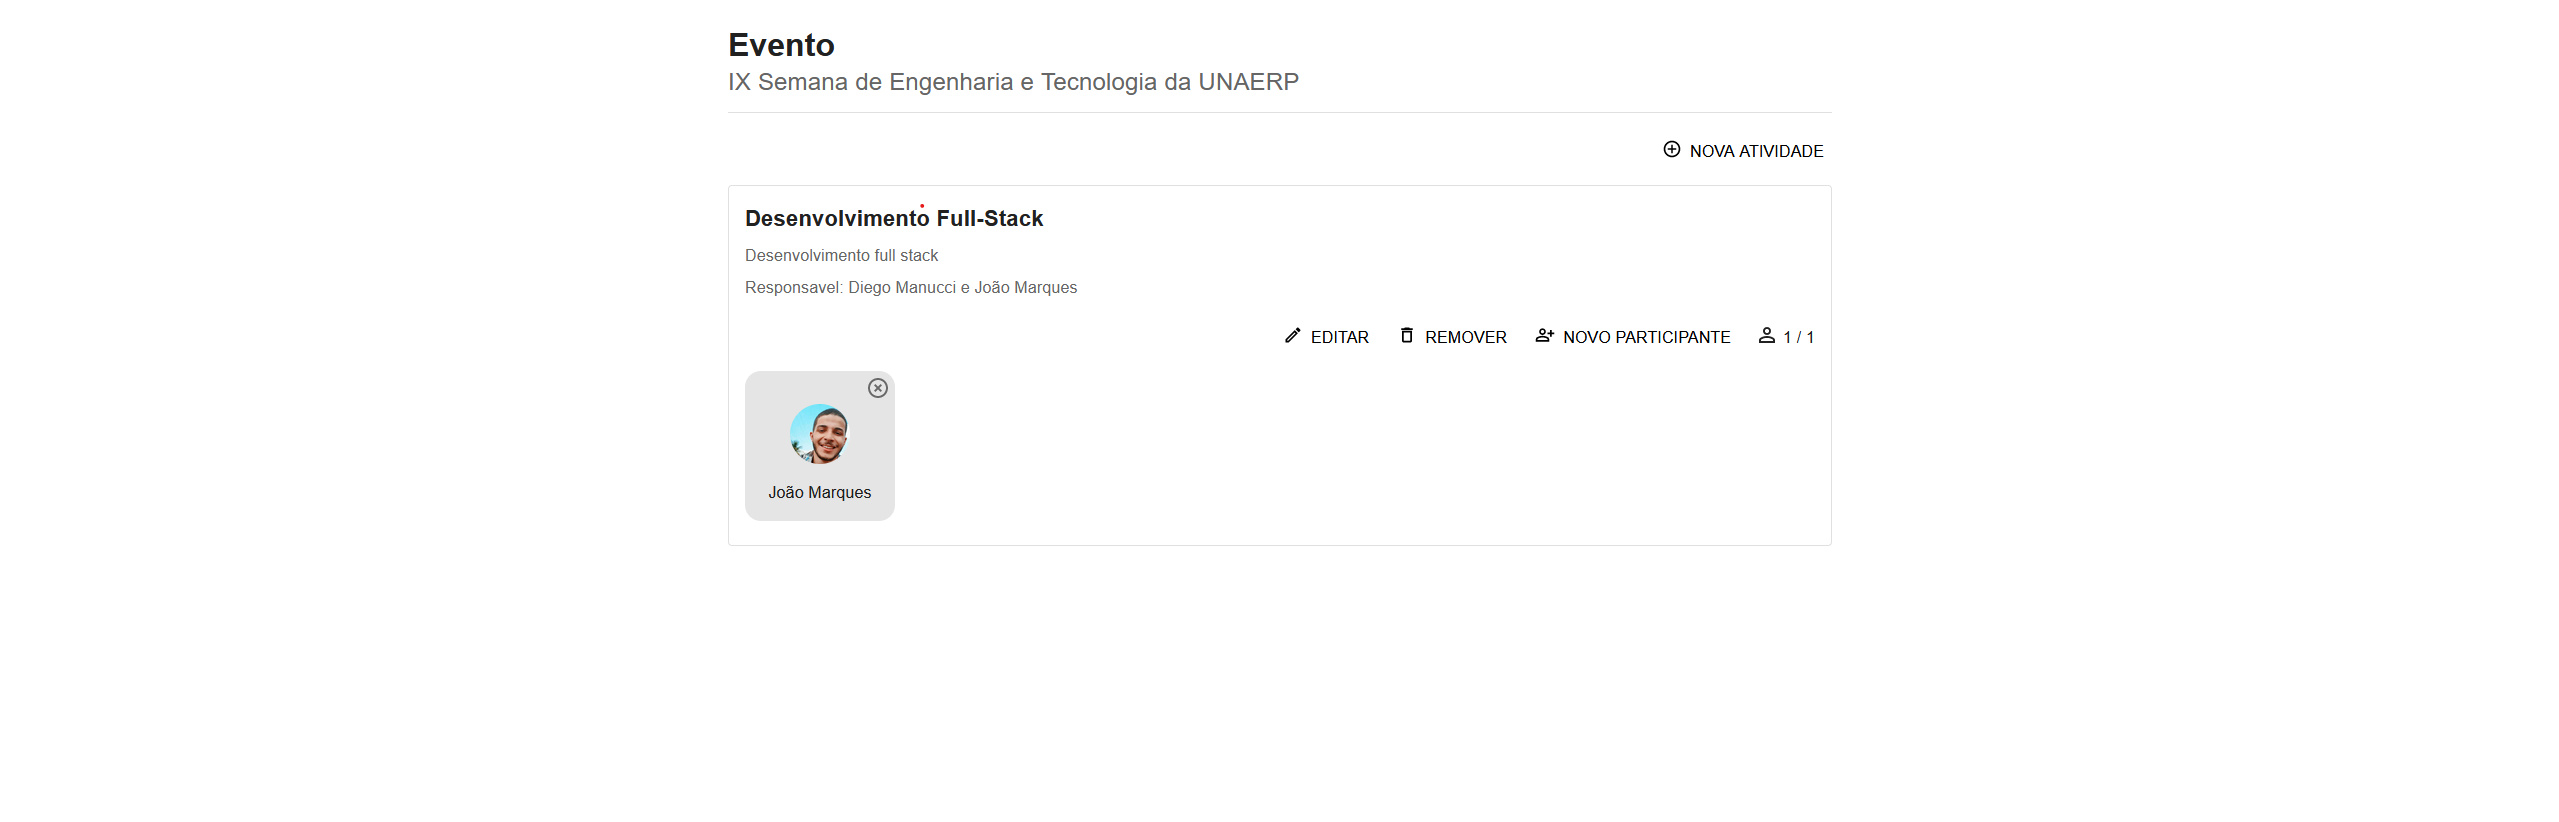 Evento
IX Semana de Engenharia e Tecnologia da UNAERP
NOVA ATIVIDADE
Desenvolvimento Full-Stack
Desenvolvimento full stack
Responsavel: Diego Manucci e João Marques
EDITAR REMOVER NOVO PARTICIPANTE 1 / 1
João Marques